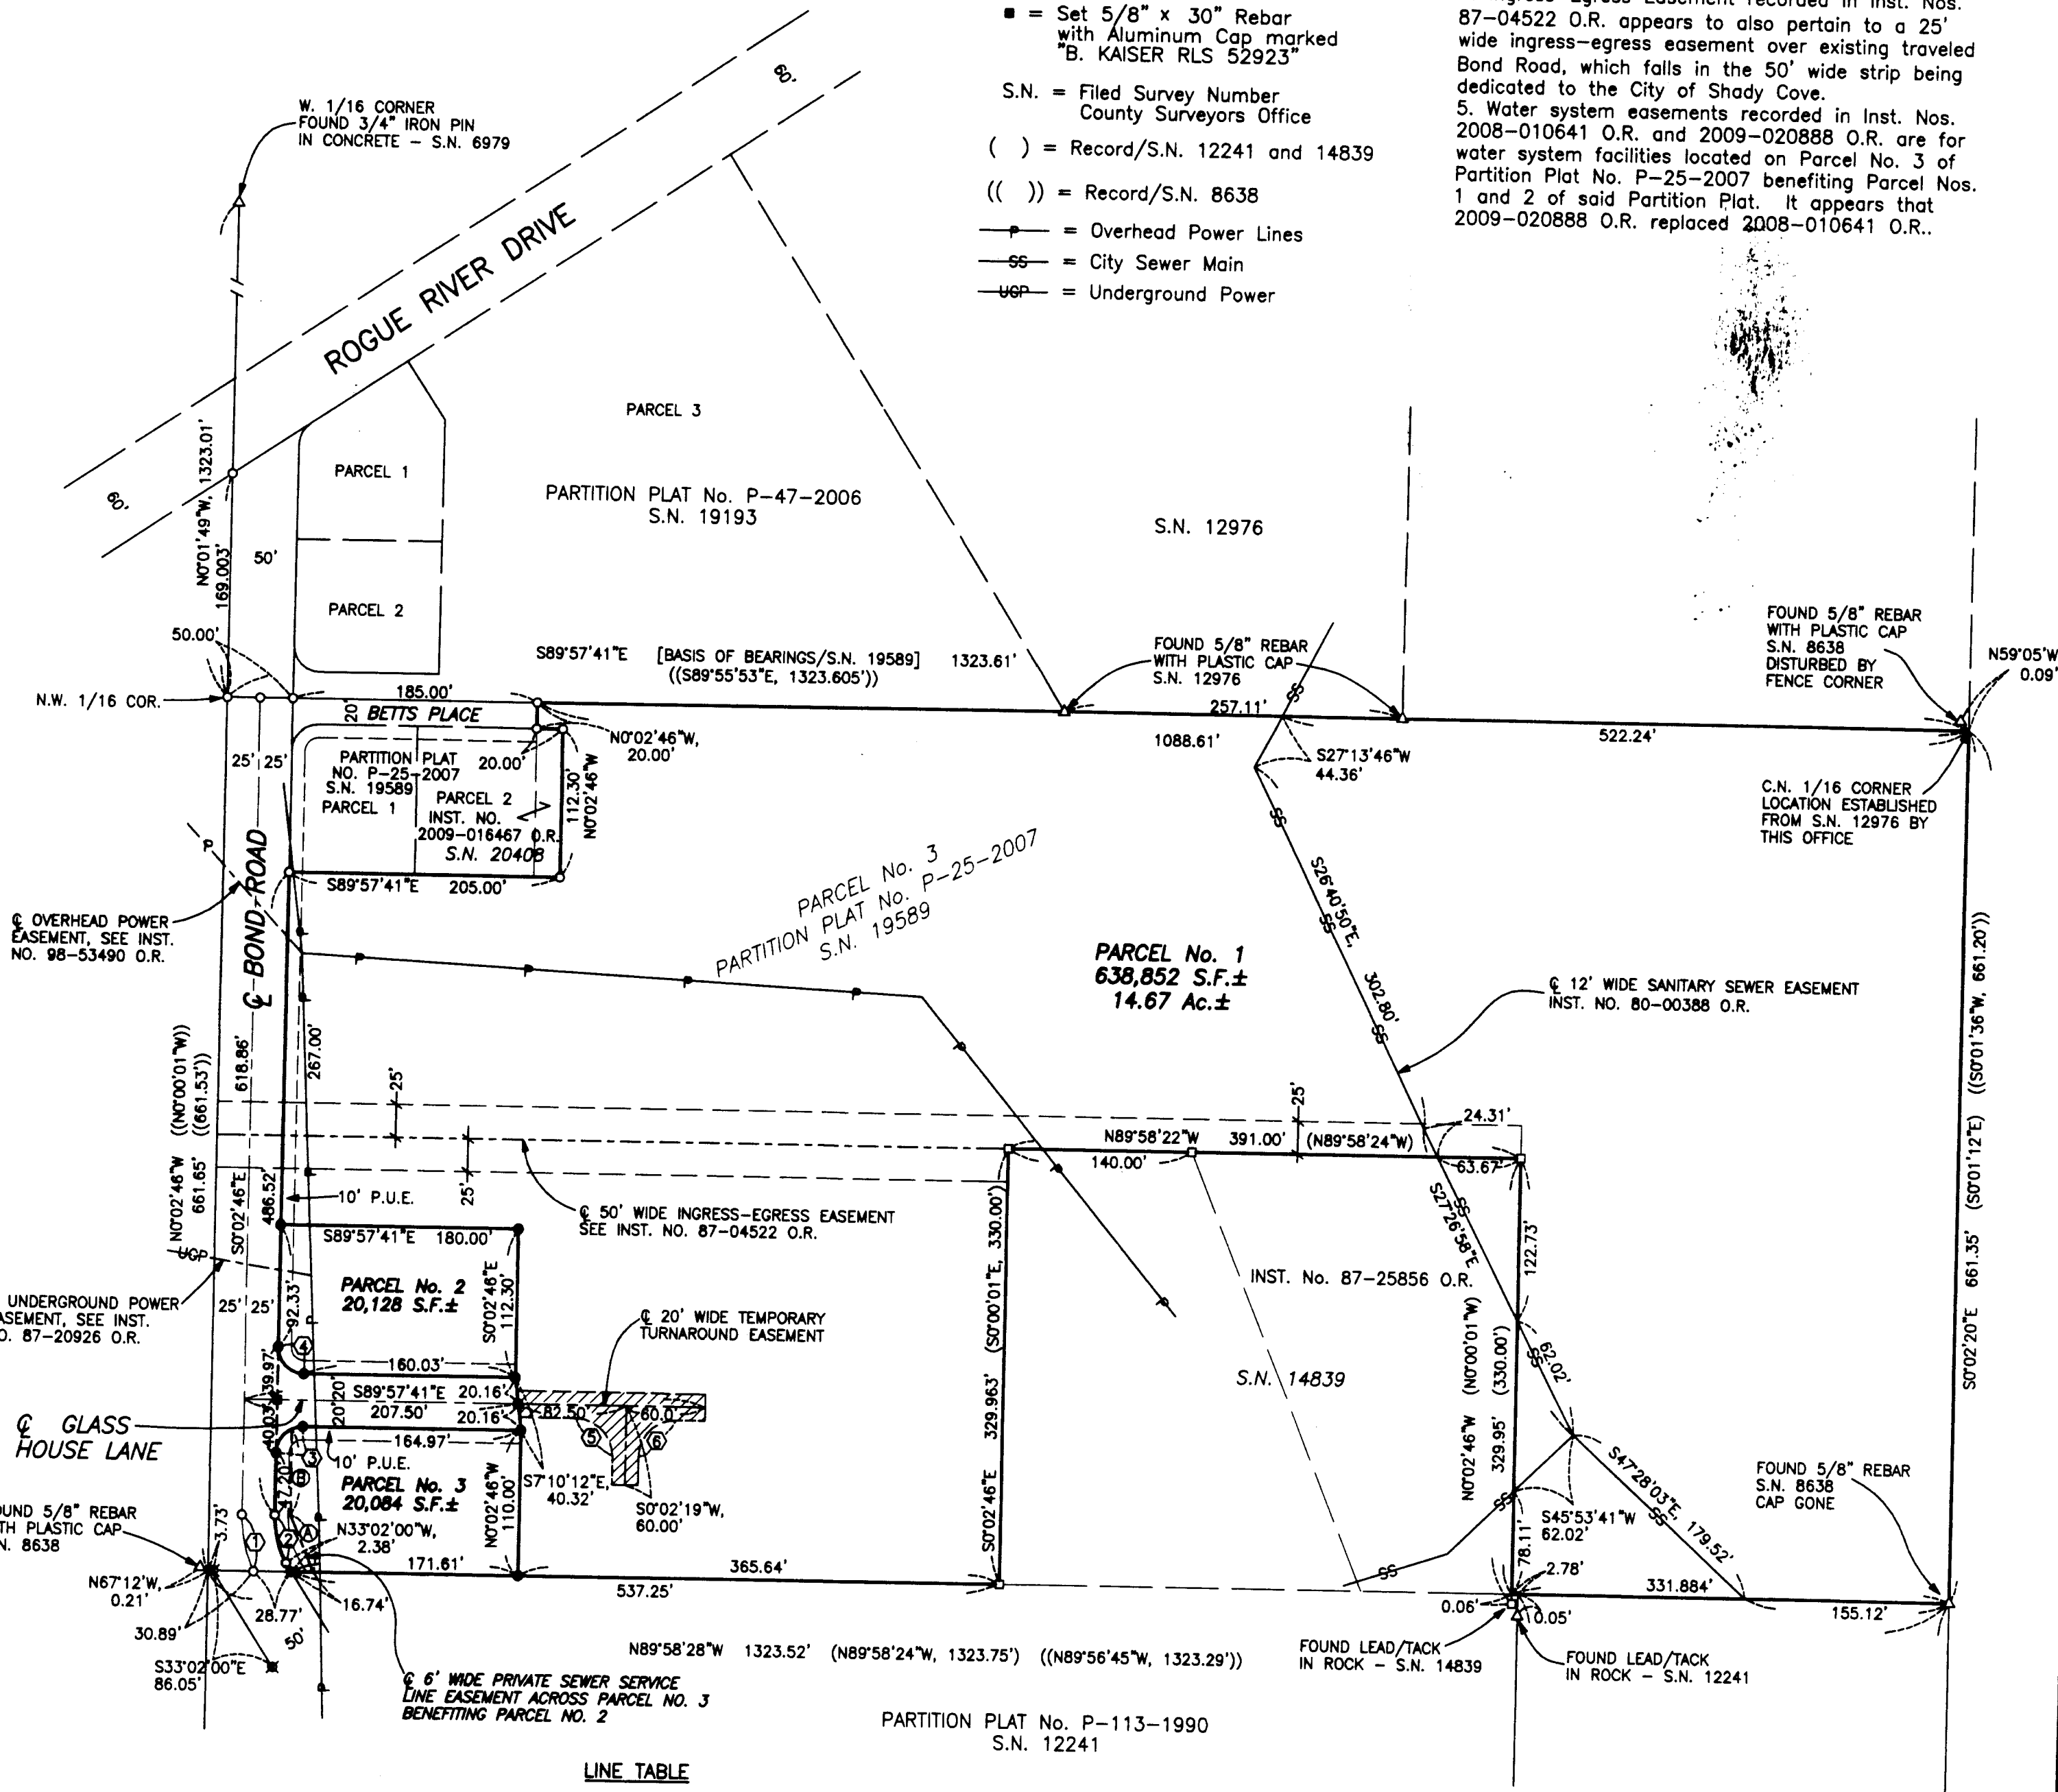 ■ = Set 5/8" x 30" Rebar
with Aluminum Cap marked
"B. KAISER RLS 52923"
S.N. = Filed Survey Number
County Surveyors Office
( ) = Record/S.N. 12241 and 14839
(( )) = Record/S.N. 8638
P = Overhead Power Lines
SS = City Sewer Main
UGP = Underground Power
87-04522 O.R. appears to also pertain to a 25'
wide ingress-egress easement over existing traveled
Bond Road, which falls in the 50' wide strip being
dedicated to the City of Shady Cove.
5. Water system easements recorded in Inst. Nos.
2008-010641 O.R. and 2009-020888 O.R. are for
water system facilities located on Parcel No. 3 of
Partition Plat No. P-25-2007 benefiting Parcel Nos.
1 and 2 of said Partition Plat. It appears that
2009-020888 O.R. replaced 2008-010641 O.R..
W. 1/16 CORNER
FOUND 3/4" IRON PIN
IN CONCRETE - S.N. 6979
60'
ROGUE RIVER DRIVE
60'
N0°01'49"W, 1323.01'
169.003'
50'
PARCEL 1
PARCEL 2
PARCEL 3
PARTITION PLAT No. P-47-2006
S.N. 19193
S.N. 12976
50.00'
N.W. 1/16 COR.
S89°57'41"E [BASIS OF BEARINGS/S.N. 19589] 1323.61'
((S89°55'53"E, 1323.605'))
FOUND 5/8" REBAR
WITH PLASTIC CAP
S.N. 12976
FOUND 5/8" REBAR
WITH PLASTIC CAP
S.N. 8638
DISTURBED BY
FENCE CORNER
N59°05'W
0.09'
185.00'
BETTS PLACE
20'
N0°02'46"W,
20.00'
257.11'
1088.61'
522.24'
SS
S27°13'46"W
44.36'
C.N. 1/16 CORNER
LOCATION ESTABLISHED
FROM S.N. 12976 BY
THIS OFFICE
25' 25'
PARTITION PLAT
NO. P-25-2007
S.N. 19589
PARCEL 1
20.00'
PARCEL 2
INST. NO.
2009-016467 O.R.
S.N. 20408
112.30'
N0°02'46"W
S89°57'41"E 205.00'
P
℄ BOND ROAD
℄ OVERHEAD POWER
EASEMENT, SEE INST.
NO. 98-53490 O.R.
PARCEL No. 3
PARTITION PLAT No. P-25-2007
S.N. 19589
PARCEL No. 1
638,852 S.F.±
14.67 Ac.±
S26°40'50"E,
302.80'
℄ 12' WIDE SANITARY SEWER EASEMENT
INST. NO. 80-00388 O.R.
S0°02'20"E 661.35' (S0°01'12"E) ((S0°01'36"W, 661.20'))
((N0°00'01"W))
((661.53'))
N0°02'46"W
661.65'
618.86'
S0°02'46"E
486.52'
267.00'
25'
25'
25'
10' P.U.E.
℄ 50' WIDE INGRESS-EGRESS EASEMENT
SEE INST. NO. 87-04522 O.R.
24.31'
N89°58'22"W 391.00' (N89°58'24"W)
140.00'
63.67'
S27°26'58"E
122.73'
INST. No. 87-25856 O.R.
S.N. 14839
S0°02'46"E 329.963' (S0°00'01"E, 330.00')
N0°02'46"W (N0°00'01"W)
329.95' (330.00')
62.02'
UGP
UNDERGROUND POWER
INST.
87-20926 O.R.
25' 25'
S89°57'41"E 180.00'
PARCEL No. 2
20,128 S.F.±
92.33'
S0°02'46"E
112.30'
4
160.03'
℄ 20' WIDE TEMPORARY
TURNAROUND EASEMENT
39.97'
20' 20'
S89°57'41"E 20.16'
207.50' 20.16'
82.50' 60.0'
5 6
℄ GLASS
HOUSE LANE
40.03'
164.97'
3
10' P.U.E.
B
47.20'
PARCEL No. 3
20,084 S.F.±
N0°02'46"W
110.00'
S7°10'12"E,
40.32'
S0°02'19"W,
60.00'
A
N33°02'00"W,
2.38'
1 2
3.73'
5/8" REBAR
PLASTIC CAP
8638
N67°12'W,
0.21'
171.61'
365.64'
537.25'
16.74'
28.77'
30.89'
50'
S33°02'00"E
86.05'
℄ 6' WIDE PRIVATE SEWER SERVICE
LINE EASEMENT ACROSS PARCEL NO. 3
BENEFITING PARCEL NO. 2
N89°58'28"W 1323.52' (N89°58'24"W, 1323.75') ((N89°56'45"W, 1323.29'))
S45°53'41"W
62.02'
S47°28'03"E, 179.52'
78.11'
2.78'
0.06'
0.05'
331.884'
155.12'
FOUND 5/8" REBAR
S.N. 8638
CAP GONE
FOUND LEAD/TACK
IN ROCK - S.N. 14839
FOUND LEAD/TACK
IN ROCK - S.N. 12241
PARTITION PLAT No. P-113-1990
S.N. 12241
LINE TABLE